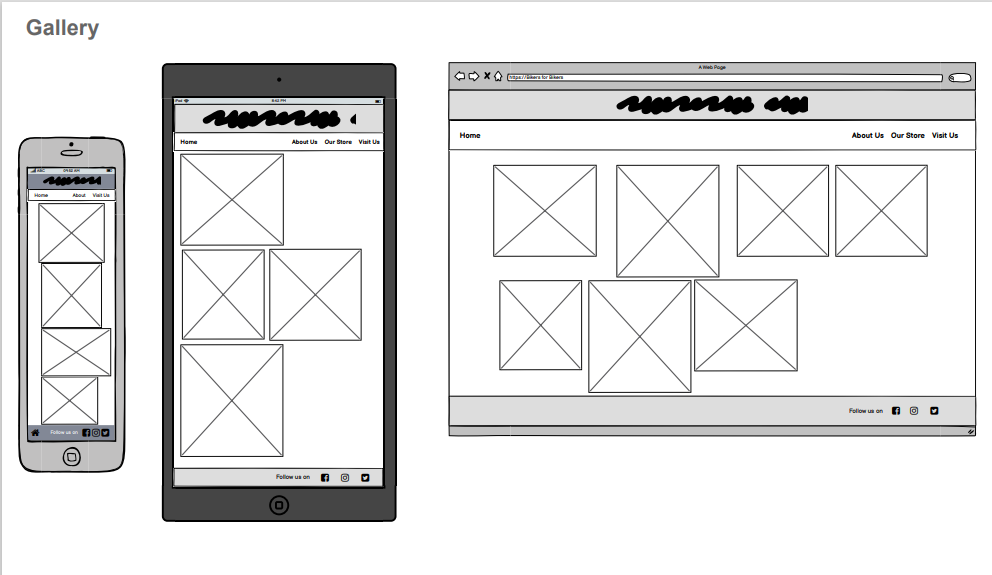 Gallery
ABC 09:52 AM
Home About Visit Us
Follow us on
iPad 9:52 PM
Home About Us Our Store Visit Us
Follow us on
A Web Page
https://Bikers for Bikers
Home About Us Our Store Visit Us
Follow us on